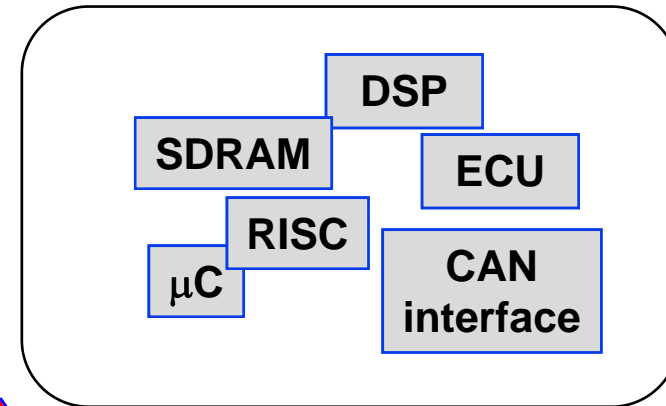 DSP
SDRAM
ECU
RISC
μC
CAN
interface